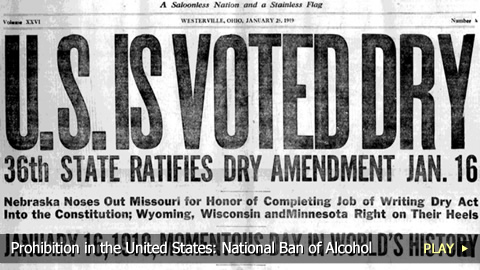 A Saloonless Nation and a Stainless Flag
Volume XXVI
WESTERVILLE, OHIO, JANUARY 25, 1919
Number 4
U.S. IS VOTED DRY
36th STATE RATIFIES DRY AMENDMENT JAN. 16
Nebraska Noses Out Missouri for Honor of Completing Job of Writing Dry Act
Into the Constitution; Wyoming, Wisconsin and Minnesota Right on Their Heels
JANUARY 16, 1919, MOMENTOUS DAY IN WORLD'S HISTORY
Prohibition in the United States: National Ban of Alcohol
PLAY